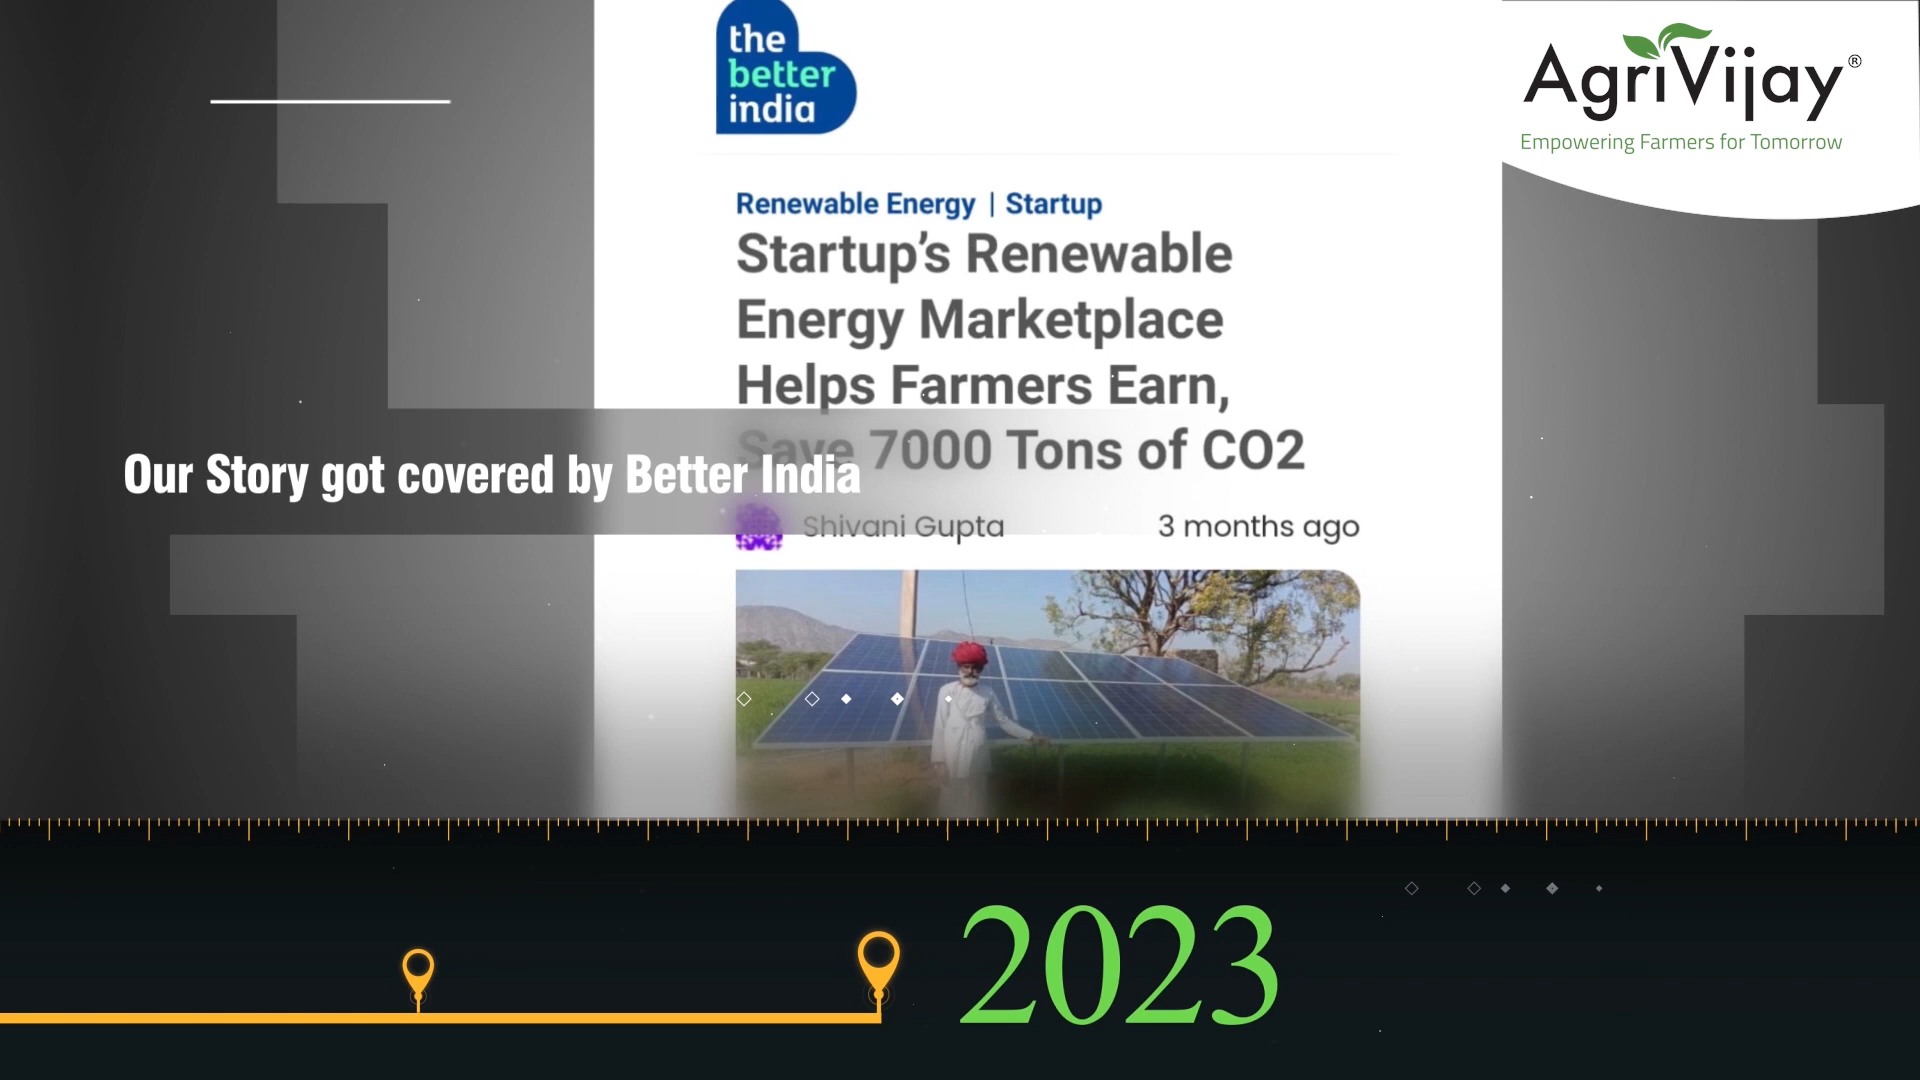 the
better
india
AgriVijay®
Empowering Farmers for Tomorrow
Renewable Energy | Startup
Startup’s Renewable
Energy Marketplace
Helps Farmers Earn,
Save 7000 Tons of CO2
Our Story got covered by Better India
Shivani Gupta
3 months ago
2023